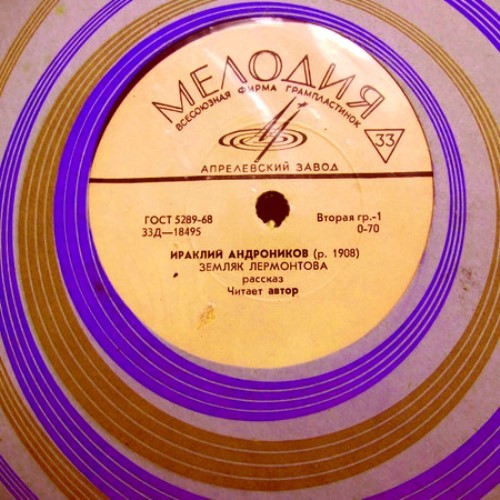 МЕЛОДИЯ
ВСЕСОЮЗНАЯ ФИРМА ГРАМПЛАСТИНОК
33
АПРЕЛЕВСКИЙ ЗАВОД
ГОСТ 5289-68
Вторая гр.-1
33Д—18495
0-70
ИРАКЛИЙ АНДРОНИКОВ (р. 1908)
ЗЕМЛЯК ЛЕРМОНТОВА
рассказ
Читает автор